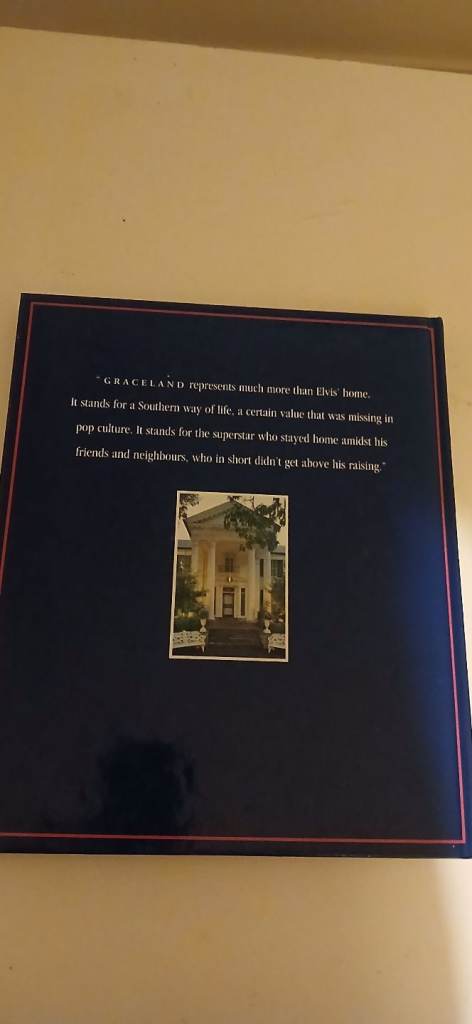 "GRACELAND represents much more than Elvis' home.
It stands for a Southern way of life, a certain value that was missing in
pop culture. It stands for the superstar who stayed home amidst his
friends and neighbours, who in short didn't get above his raising."